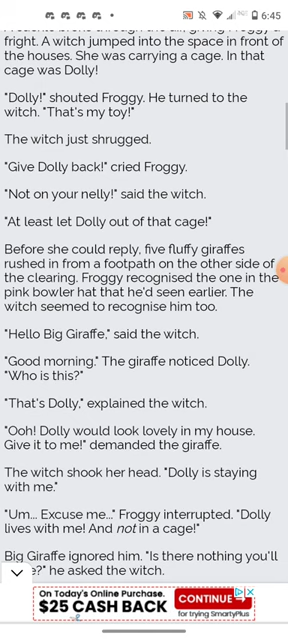 6:45
fright. A witch jumped into the space in front of
the houses. She was carrying a cage. In that
cage was Dolly!
"Dolly!" shouted Froggy. He turned to the
witch. "That's my toy!"
The witch just shrugged.
"Give Dolly back!" cried Froggy.
"Not on your nelly!" said the witch.
"At least let Dolly out of that cage!"
Before she could reply, five fluffy giraffes
rushed in from a footpath on the other side of
the clearing. Froggy recognised the one in the
pink bowler hat that he'd seen earlier. The
witch seemed to recognise him too.
"Hello Big Giraffe," said the witch.
"Good morning." The giraffe noticed Dolly.
"Who is this?"
"That's Dolly," explained the witch.
"Ooh! Dolly would look lovely in my house.
Give it to me!" demanded the giraffe.
The witch shook her head. "Dolly is staying
with me."
"Um... Excuse me..." Froggy interrupted. "Dolly
lives with me! And not in a cage!"
Big Giraffe ignored him. "Is there nothing you'll
?" he asked the witch.
On Today's Online Purchase.
$25 CASH BACK
CONTINUE
for trying SmartyPlus